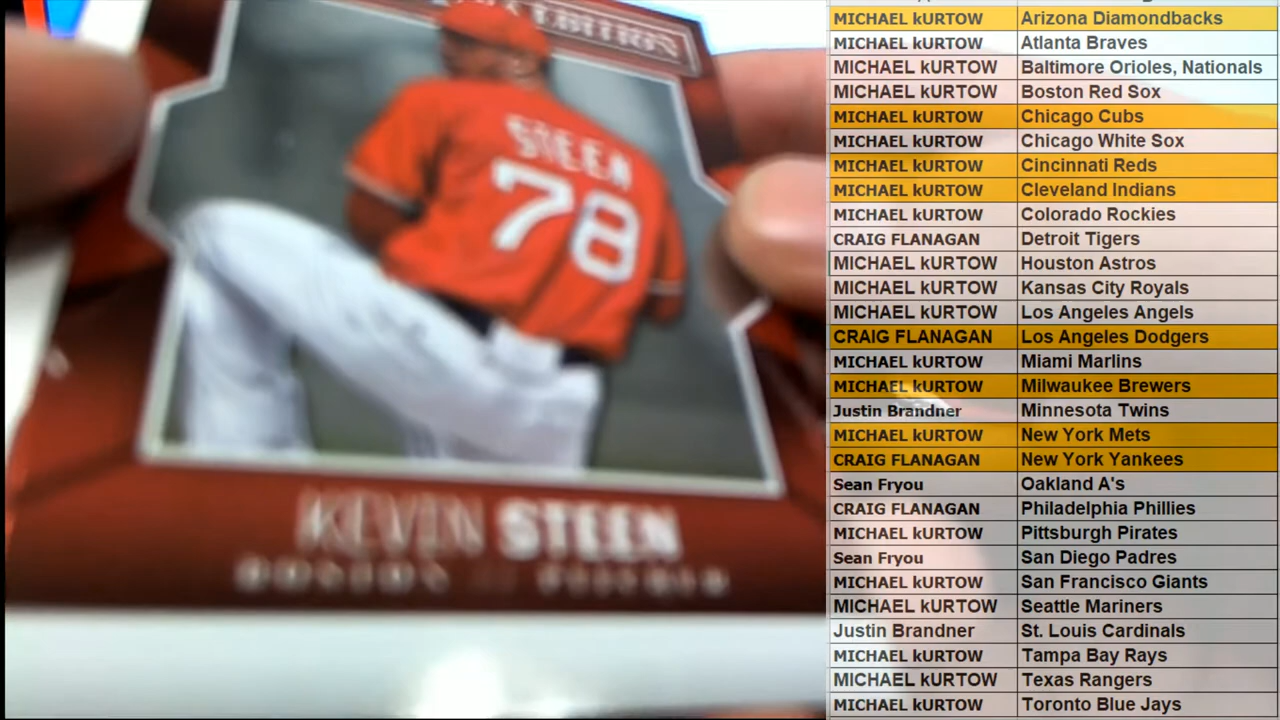 EDITION
STEEN
78
KEVIN STEEN
BOSTON // PITCHER
MICHAEL kURTOW Arizona Diamondbacks
MICHAEL kURTOW Atlanta Braves
MICHAEL kURTOW Baltimore Orioles, Nationals
MICHAEL kURTOW Boston Red Sox
MICHAEL kURTOW Chicago Cubs
MICHAEL kURTOW Chicago White Sox
MICHAEL kURTOW Cincinnati Reds
MICHAEL kURTOW Cleveland Indians
MICHAEL kURTOW Colorado Rockies
CRAIG FLANAGAN Detroit Tigers
MICHAEL kURTOW Houston Astros
MICHAEL kURTOW Kansas City Royals
MICHAEL kURTOW Los Angeles Angels
CRAIG FLANAGAN Los Angeles Dodgers
MICHAEL kURTOW Miami Marlins
MICHAEL kURTOW Milwaukee Brewers
Justin Brandner Minnesota Twins
MICHAEL kURTOW New York Mets
CRAIG FLANAGAN New York Yankees
Sean Fryou Oakland A's
CRAIG FLANAGAN Philadelphia Phillies
MICHAEL kURTOW Pittsburgh Pirates
Sean Fryou San Diego Padres
MICHAEL kURTOW San Francisco Giants
MICHAEL kURTOW Seattle Mariners
Justin Brandner St. Louis Cardinals
MICHAEL kURTOW Tampa Bay Rays
MICHAEL kURTOW Texas Rangers
MICHAEL kURTOW Toronto Blue Jays